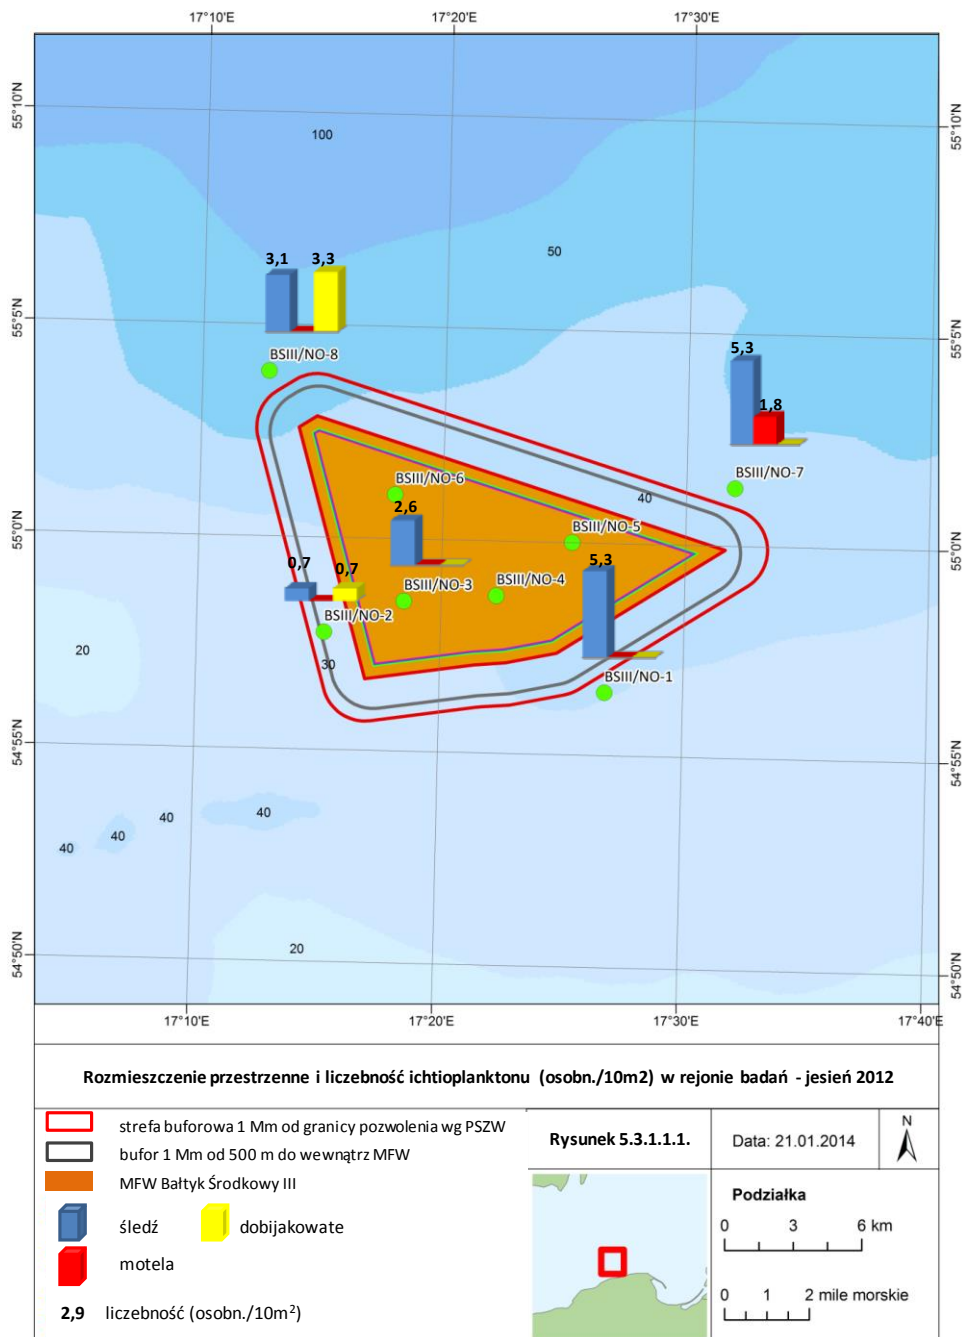 17°10'E 17°20'E 17°30'E
55°10'N
55°10'N
100
50
3,1 3,3
55°5'N
55°5'N
BSIII/NO-8
5,3
1,8
BSIII/NO-7
BSIII/NO-6
40
2,6
BSIII/NO-5
55°0'N
55°0'N
5,3
0,7 0,7
BSIII/NO-3
BSIII/NO-4
BSIII/NO-2
20
30
BSIII/NO-1
54°55'N
54°55'N
40
40
40
40
20
54°50'N
54°50'N
17°10'E 17°20'E 17°30'E 17°40'E
Rozmieszczenie przestrzenne i liczebność ichtioplanktonu (osobn./10m2) w rejonie badań - jesień 2012
strefa buforowa 1 Mm od granicy pozwolenia wg PSZW
bufor 1 Mm od 500 m do wewnątrz MFW
MFW Bałtyk Środkowy III
śledź dobijakowate
motela
2,9 liczebność (osobn./10m²)
Rysunek 5.3.1.1.1.
Data: 21.01.2014
N
Podziałka
0 3 6 km
0 1 2 mile morskie